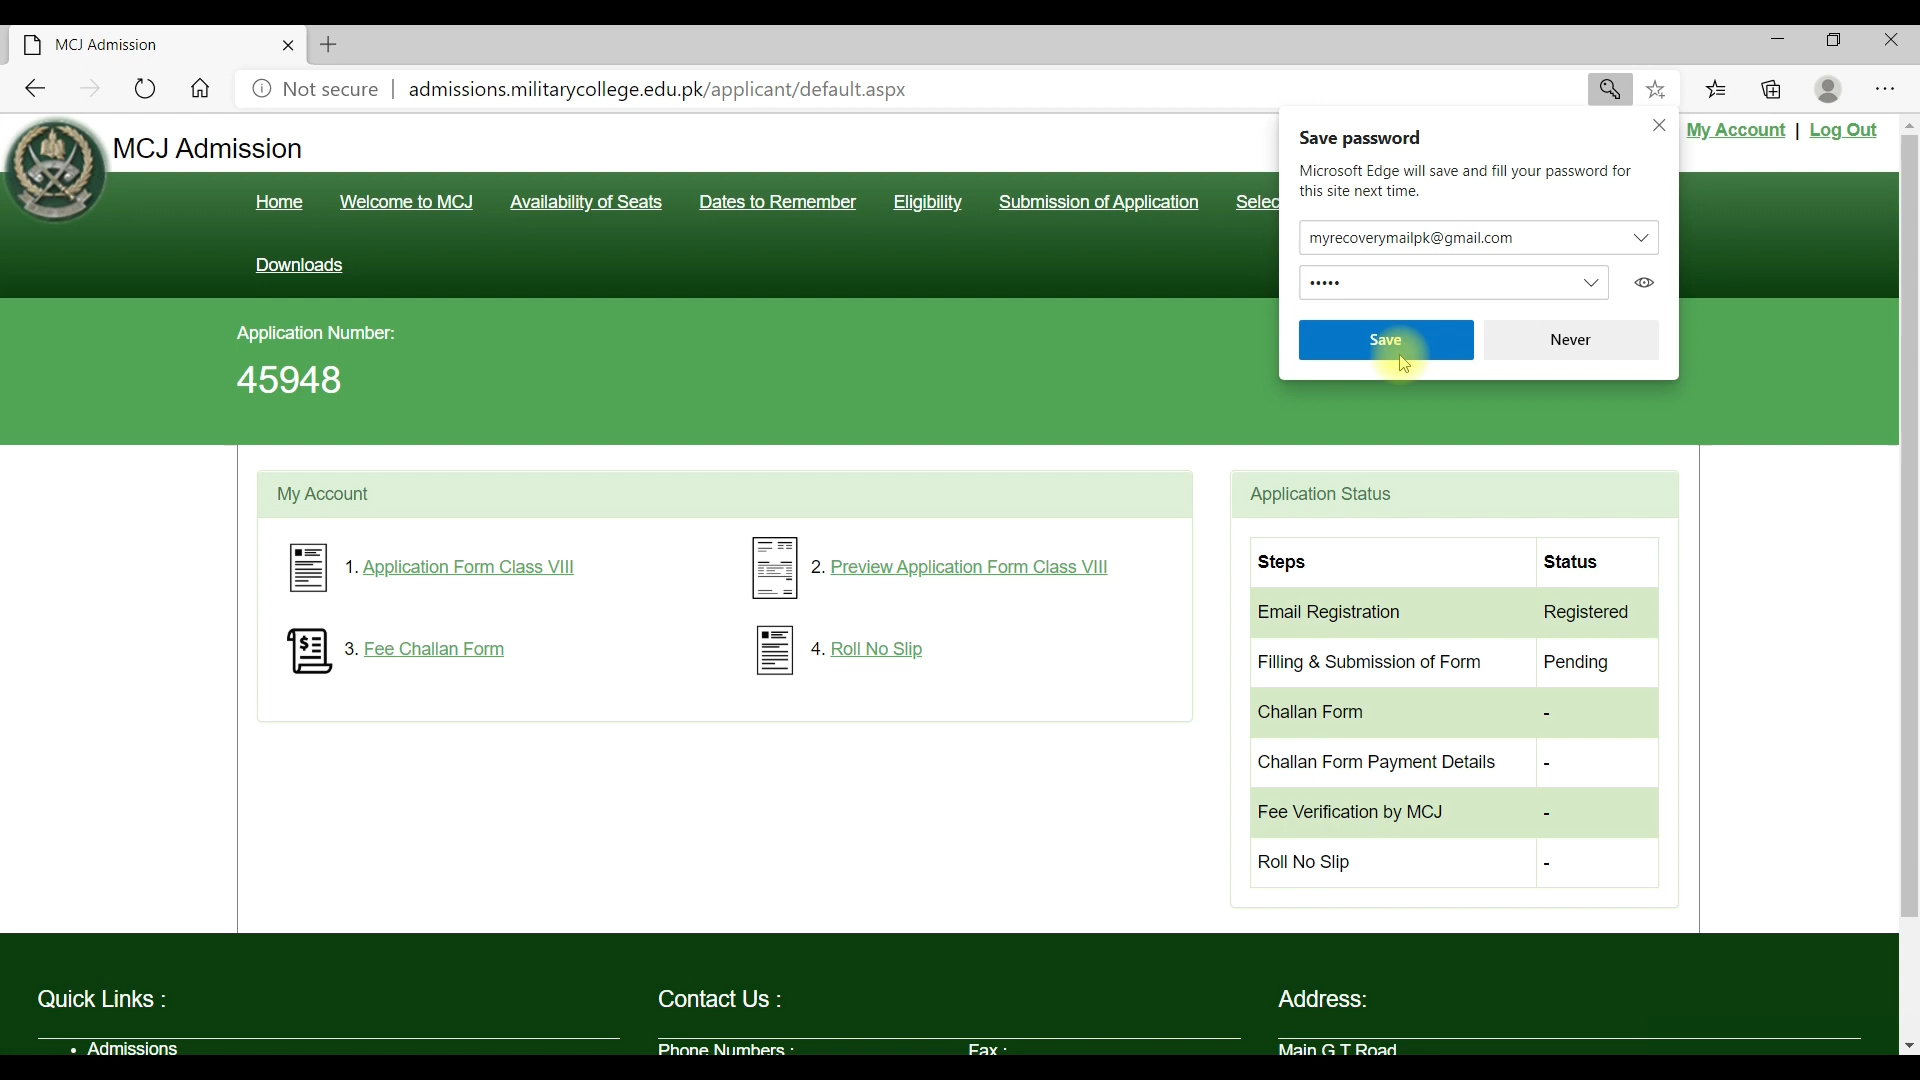 MCJ Admission
Not secure | admissions.militarycollege.edu.pk/applicant/default.aspx
MCJ Admission
My Account | Log Out
Home Welcome to MCJ Availability of Seats Dates to Remember Eligibility Submission of Application Selec
Downloads
Save password
Microsoft Edge will save and fill your password for
this site next time.
myrecoverymailpk@gmail.com
•••••
Save Never
Application Number:
45948
My Account
1. Application Form Class VIII
2. Preview Application Form Class VIII
3. Fee Challan Form
4. Roll No Slip
Application Status
Steps Status
Email Registration Registered
Filling & Submission of Form Pending
Challan Form -
Challan Form Payment Details -
Fee Verification by MCJ -
Roll No Slip -
Quick Links :
• Admissions
Contact Us :
Phone Numbers : Fax :
Address:
Main G T Road